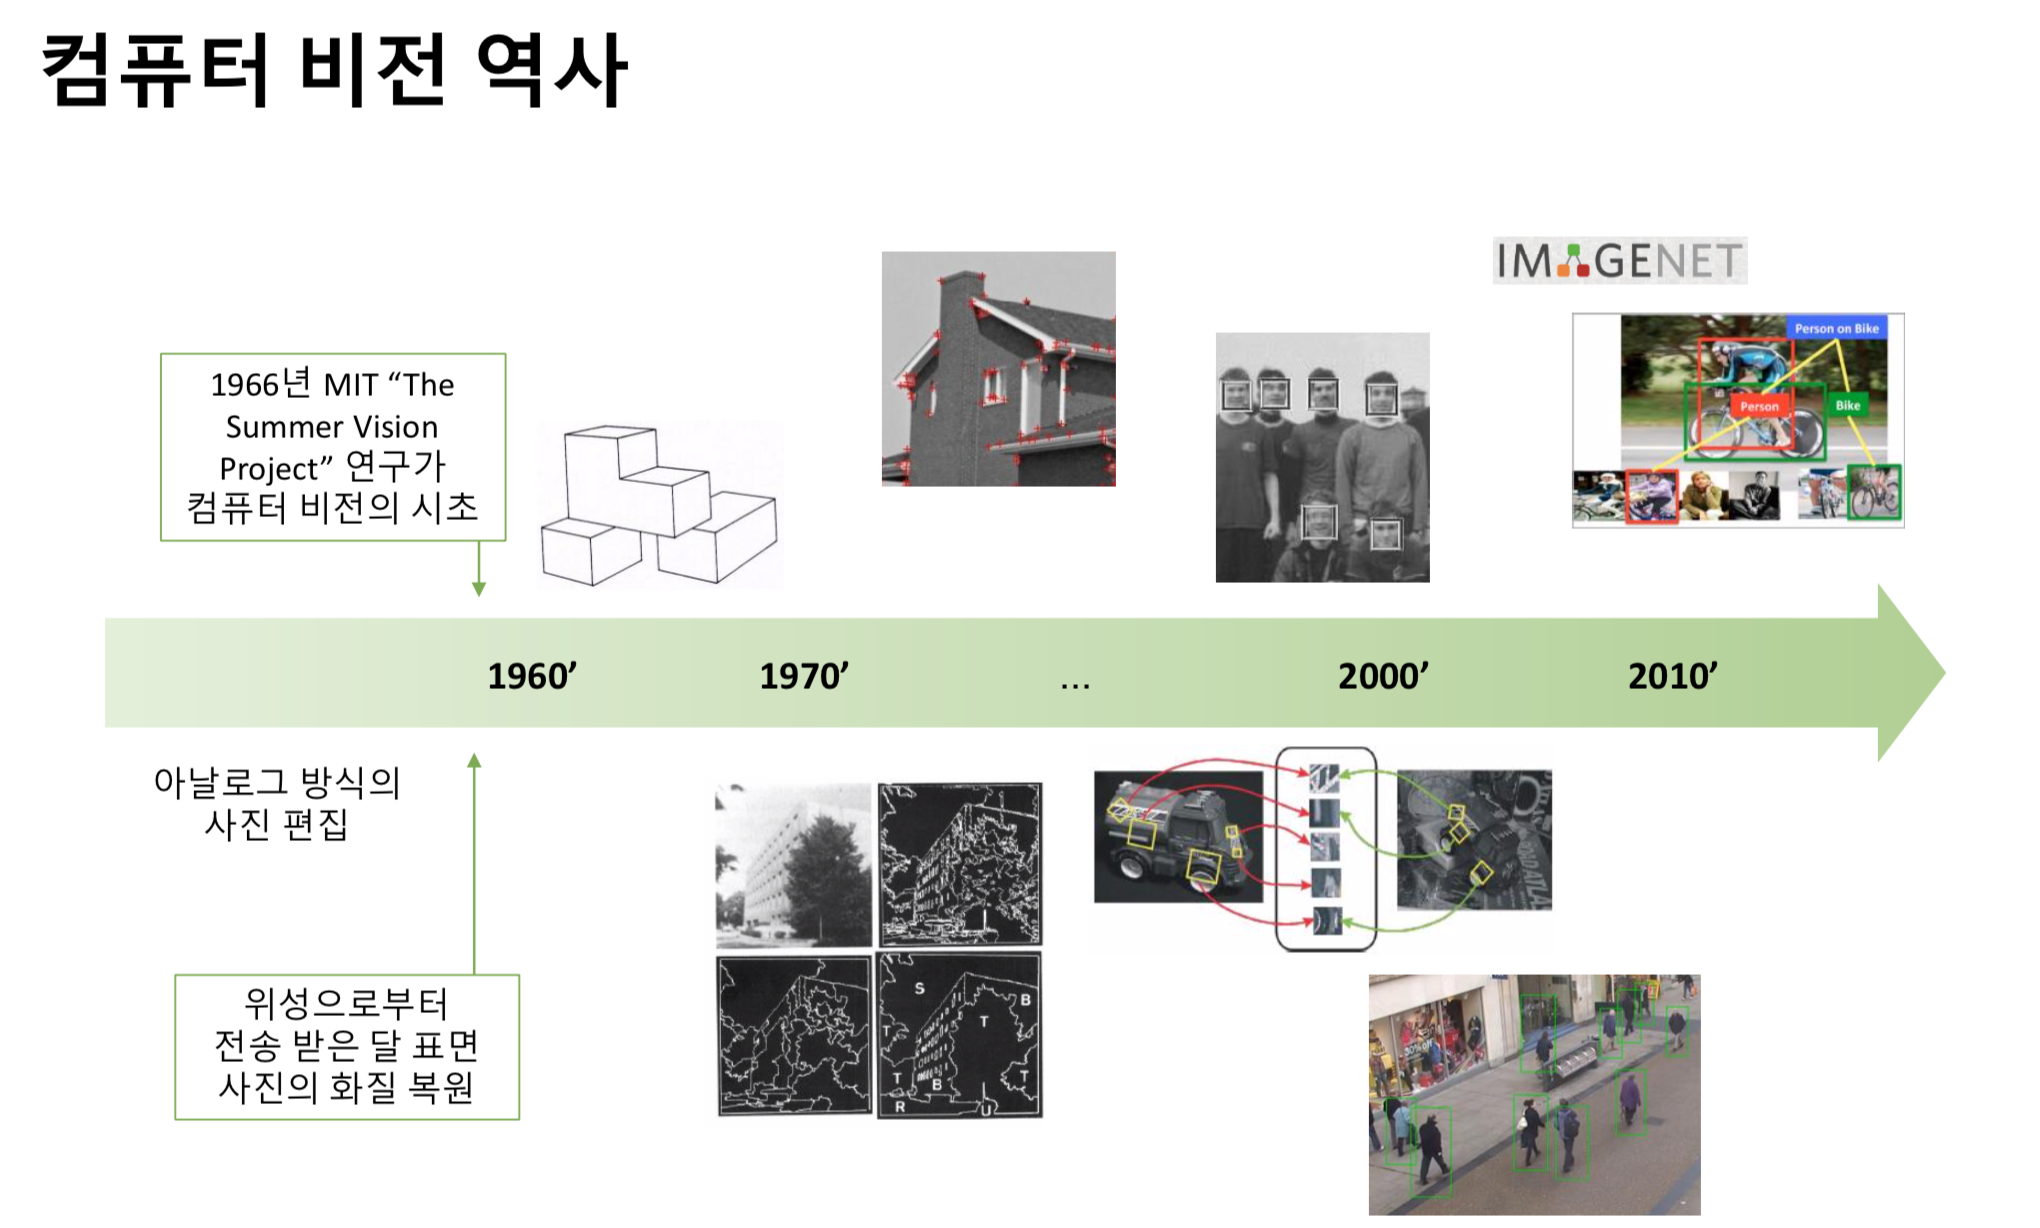 컴퓨터 비전 역사
IMAGENET
Person on Bike
Person
Bike
1966년 MIT “The
Summer Vision
Project” 연구가
컴퓨터 비전의 시초
1960’
1970’
...
2000’
2010’
아날로그 방식의
사진 편집
위성으로부터
전송 받은 달 표면
사진의 화질 복원
S
B
T
T
T
B
T
R
U